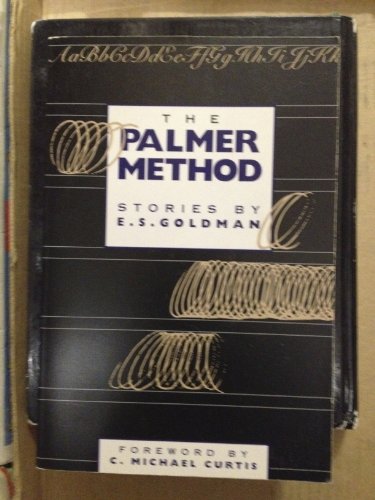 AaBbCcDdEeFfGgHhIiJjKk
THE
PALMER
METHOD
STORIES BY
E.S. GOLDMAN
FOREWORD BY
C. MICHAEL CURTIS